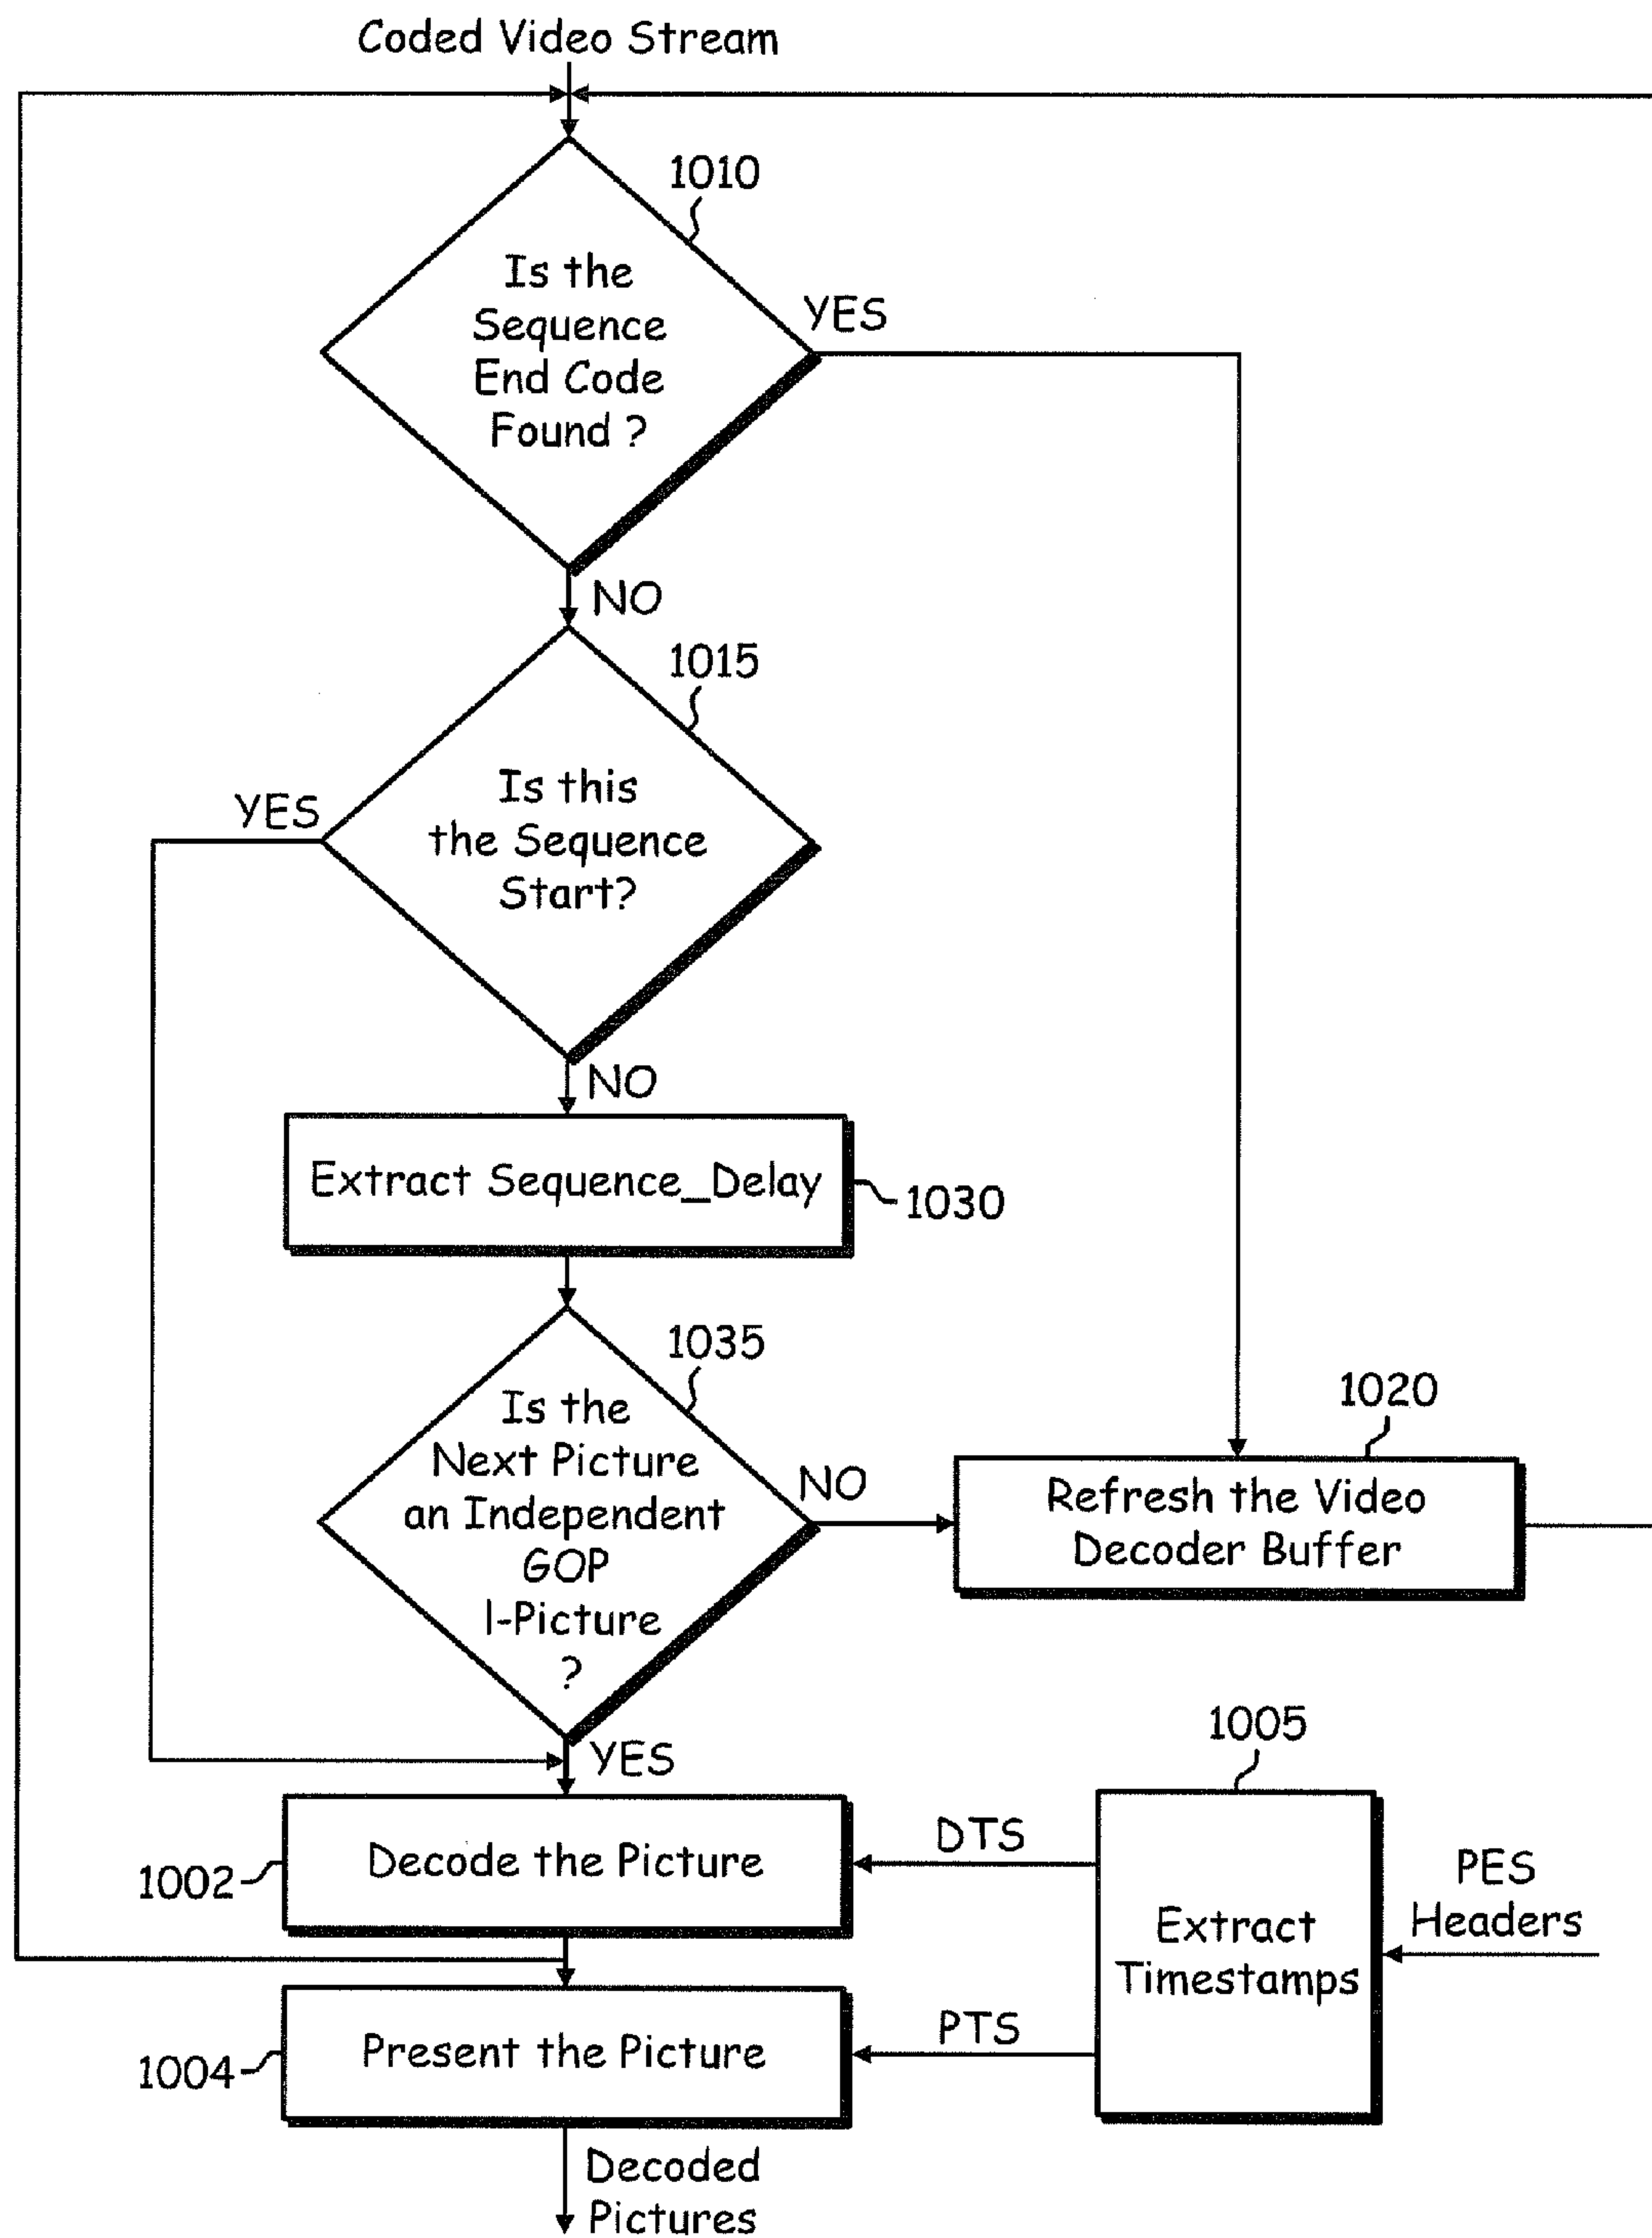 Coded Video Stream
1010
Is the
Sequence
End Code
Found ?
YES
NO
1015
Is this
the Sequence
Start?
YES
NO
Extract Sequence_Delay
1030
1035
Is the
Next Picture
an Independent
GOP
I-Picture
?
NO
YES
1020
Refresh the Video
Decoder Buffer
1005
Extract
Timestamps
PES
Headers
DTS
PTS
Decode the Picture
1002
Present the Picture
1004
Decoded
Pictures